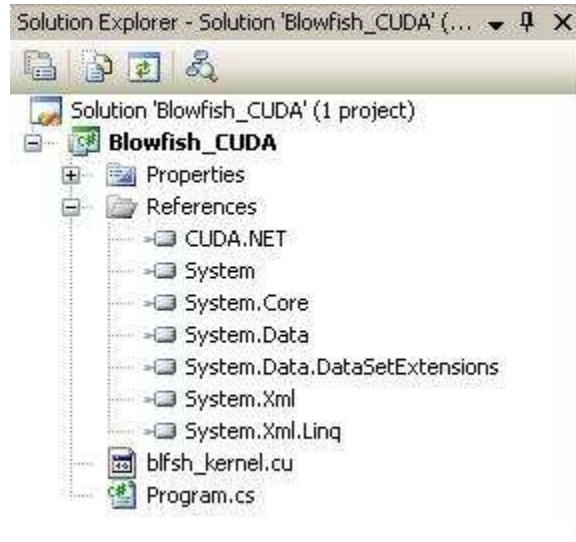 Solution Explorer - Solution 'Blowfish_CUDA' (...
Solution 'Blowfish_CUDA' (1 project)
Blowfish_CUDA
Properties
References
CUDA.NET
System
System.Core
System.Data
System.Data.DataSetExtensions
System.Xml
System.Xml.Linq
blfsh_kernel.cu
Program.cs